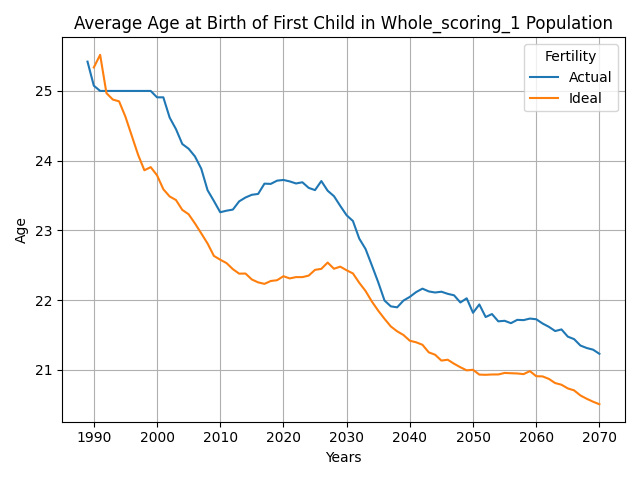 Average Age at Birth of First Child in Whole_scoring_1 Population
Fertility
Actual
Ideal
Age
25
24
23
22
21
1990 2000 2010 2020 2030 2040 2050 2060 2070
Years